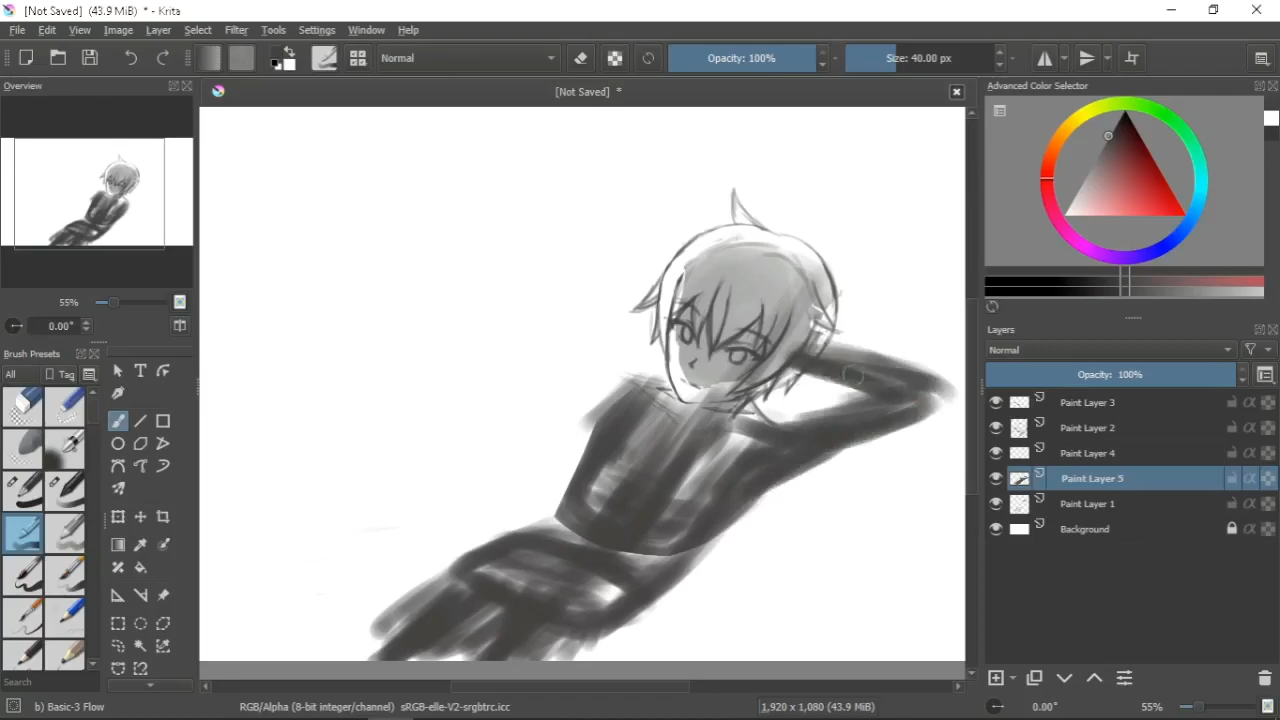 [Not Saved] (43.9 MiB) * - Krita
File Edit View Image Layer Select Filter Tools Settings Window Help
Normal
Opacity: 100%
Size: 40.00 px
Overview
[Not Saved] *
Advanced Color Selector
55%
0.00°
Brush Presets
All
Tag
Search
Layers
Normal
Opacity: 100%
Paint Layer 3
Paint Layer 2
Paint Layer 4
Paint Layer 5
Paint Layer 1
Background
b) Basic-3 Flow
RGB/Alpha (8-bit integer/channel) sRGB-elle-V2-srgbtrc.icc
1,920 x 1,080 (43.9 MiB)
0.00°
55%